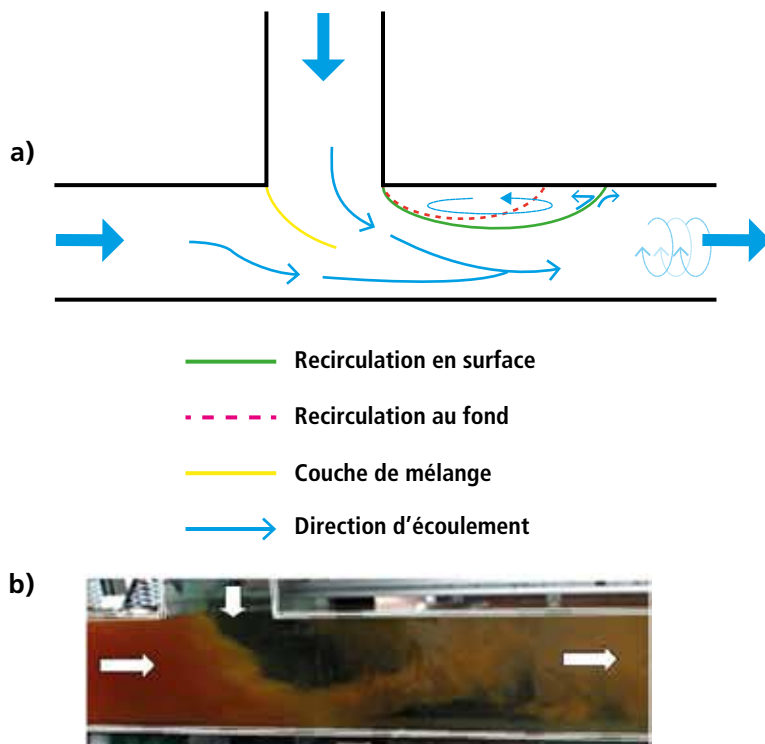 a)
Recirculation en surface
Recirculation au fond
Couche de mélange
Direction d'écoulement
b)